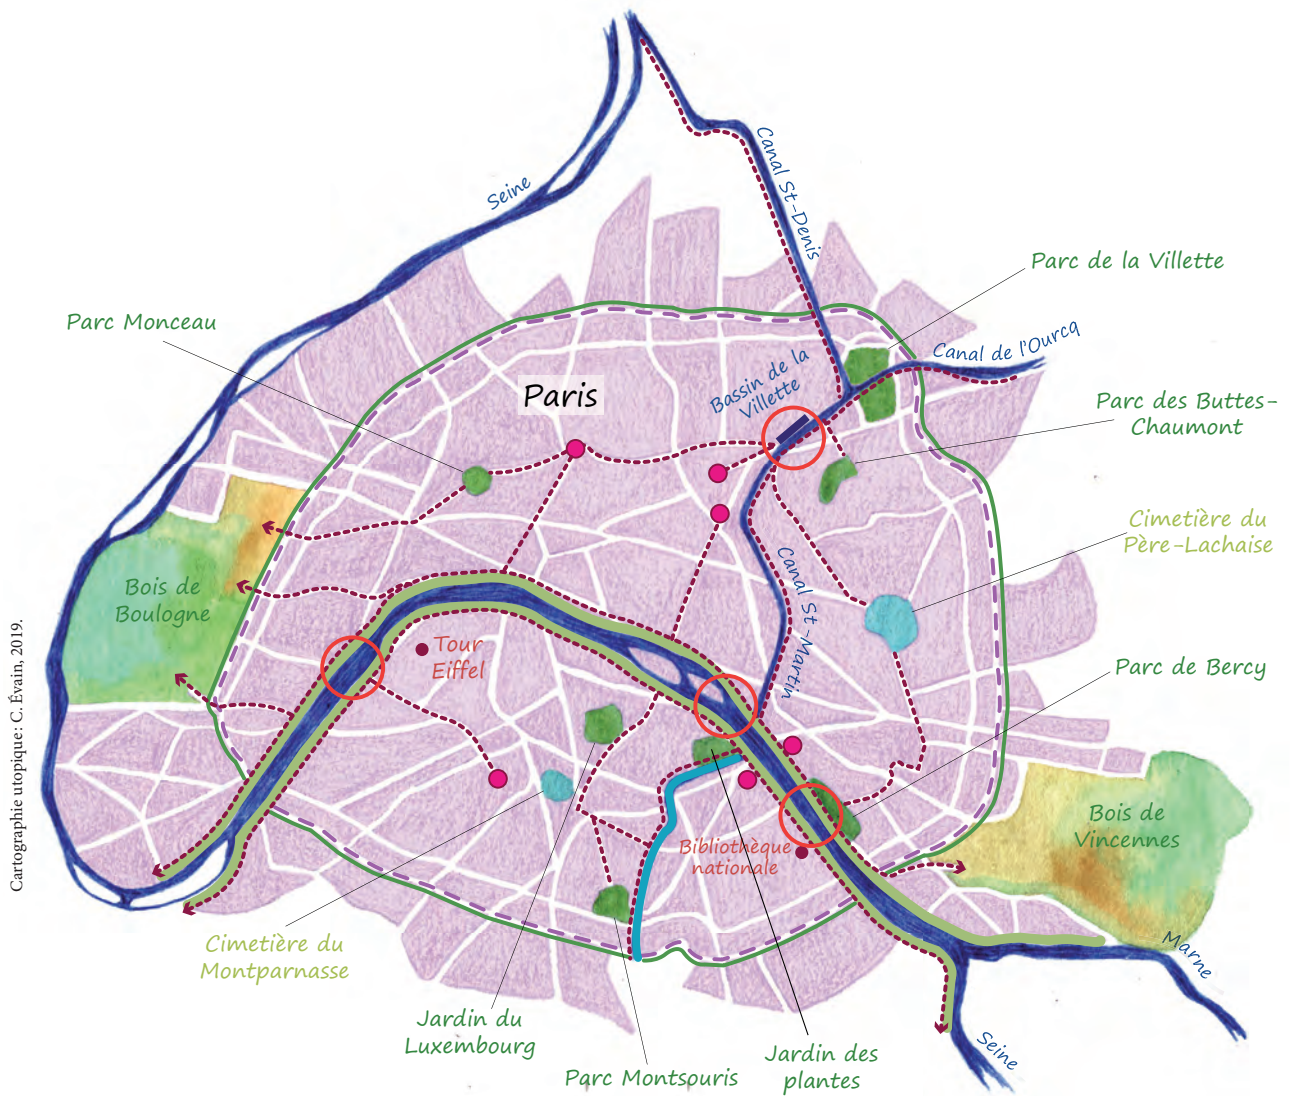 Seine
Canal St-Denis
Parc de la Villette
Parc Monceau
Canal de l'Ourcq
Bassin de la
Villette
Paris
Parc des Buttes-
Chaumont
Cimetière du
Père-Lachaise
Bois de
Boulogne
Canal St-Martin
Tour
Eiffel
Parc de Bercy
Cartographie utopique : C. Évain, 2019.
Bois de
Vincennes
Bibliothèque
nationale
Cimetière du
Montparnasse
Marne
Jardin du
Luxembourg
Seine
Jardin des
plantes
Parc Montsouris